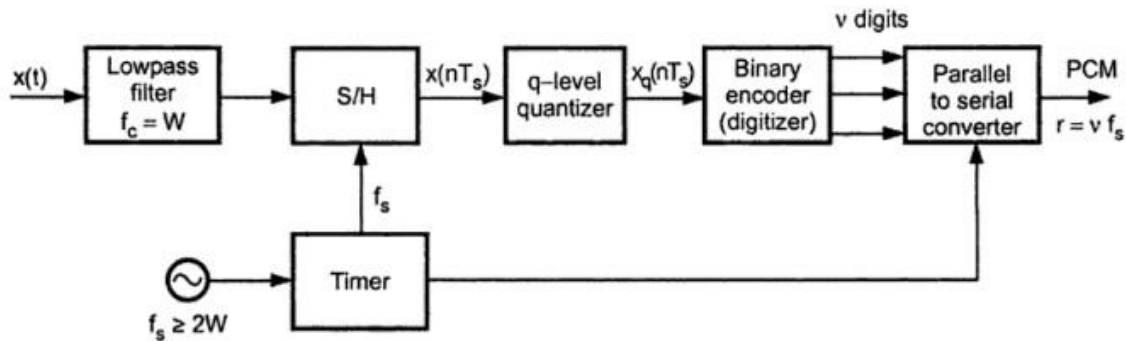 x(t)
Lowpass
filter
f_c = W
S/H
x(nT_s)
q–level
quantizer
x_q(nT_s)
Binary
encoder
(digitizer)
ν digits
Parallel
to serial
converter
PCM
r = ν f_s
f_s
Timer
f_s ≥ 2W